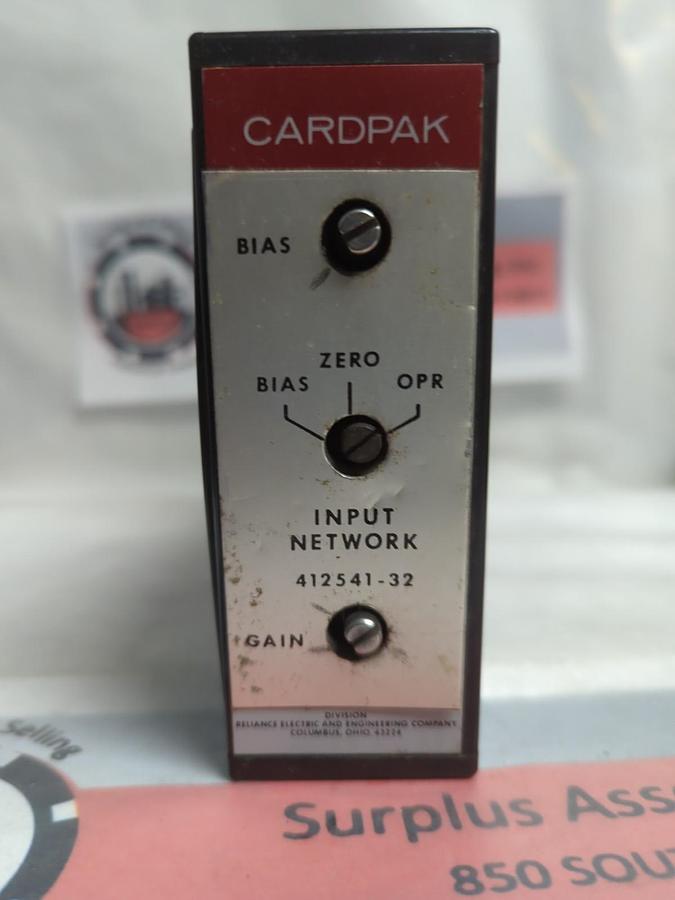 CARDPAK
BIAS
ZERO
BIAS OPR
INPUT
NETWORK
412541-32
GAIN
DIVISION
RELIANCE ELECTRIC AND ENGINEERING COMPANY
COLUMBUS, OHIO 43224
Selling
Surplus Ass
850 SOU